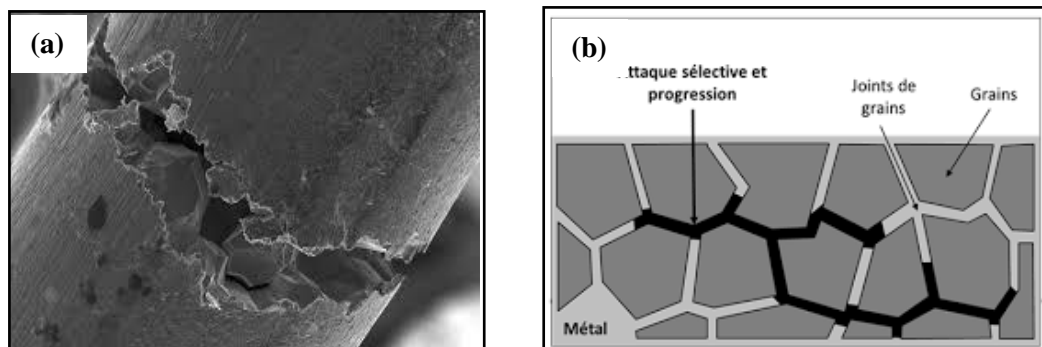 (a)
(b)
ttaque sélective et
progression
Joints de
grains
Grains
Métal